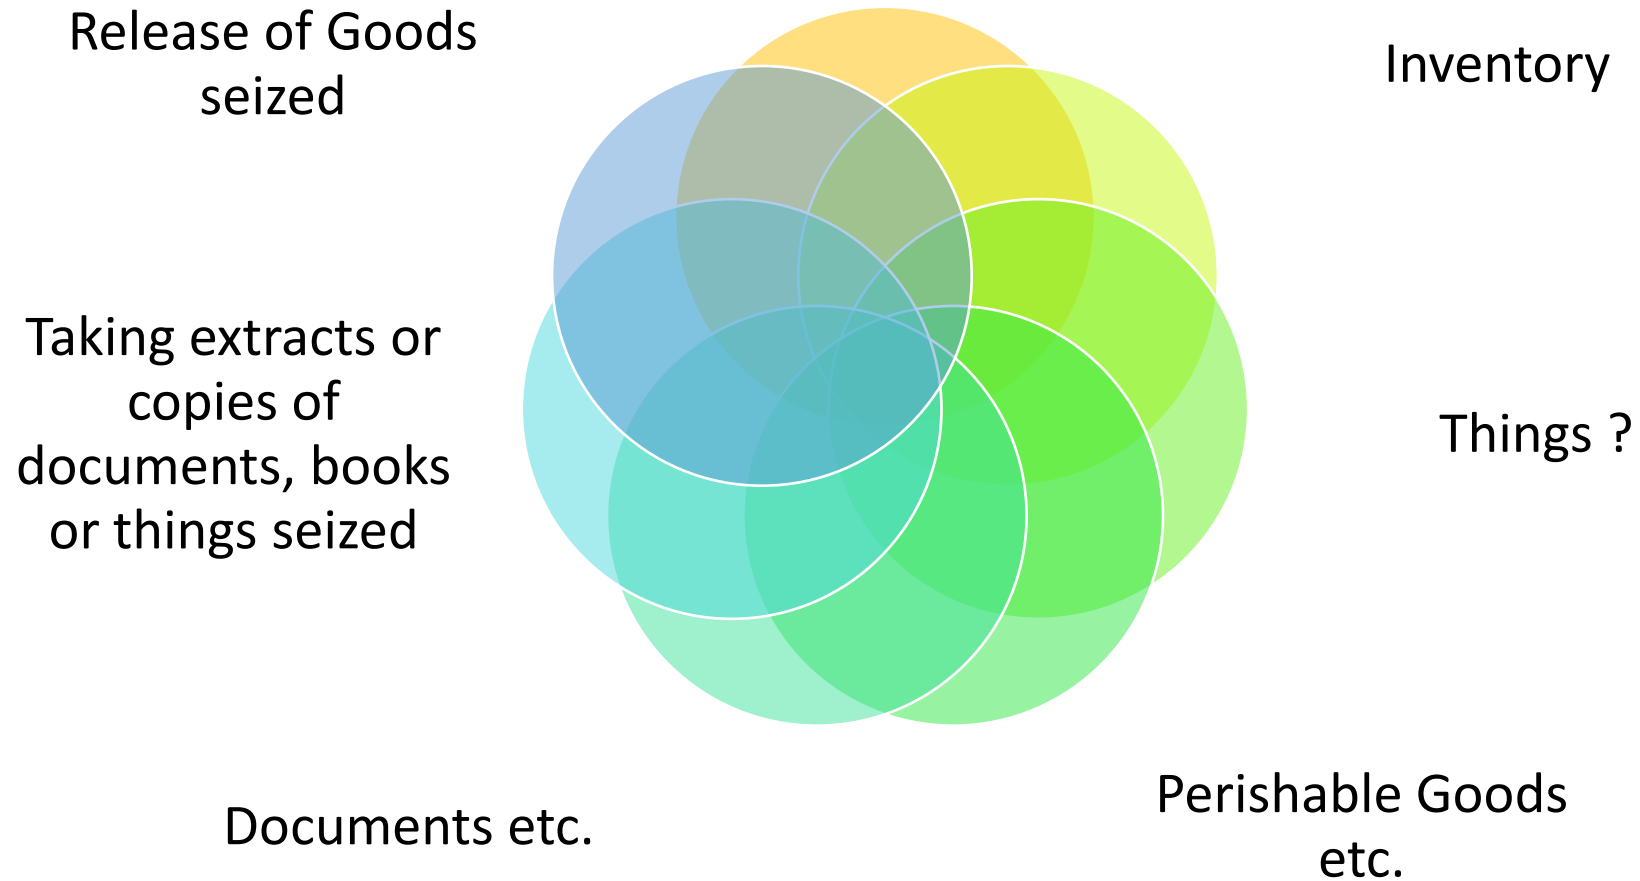 Release of Goods
seized
Inventory
Taking extracts or
copies of
documents, books
or things seized
Things ?
Documents etc.
Perishable Goods
etc.